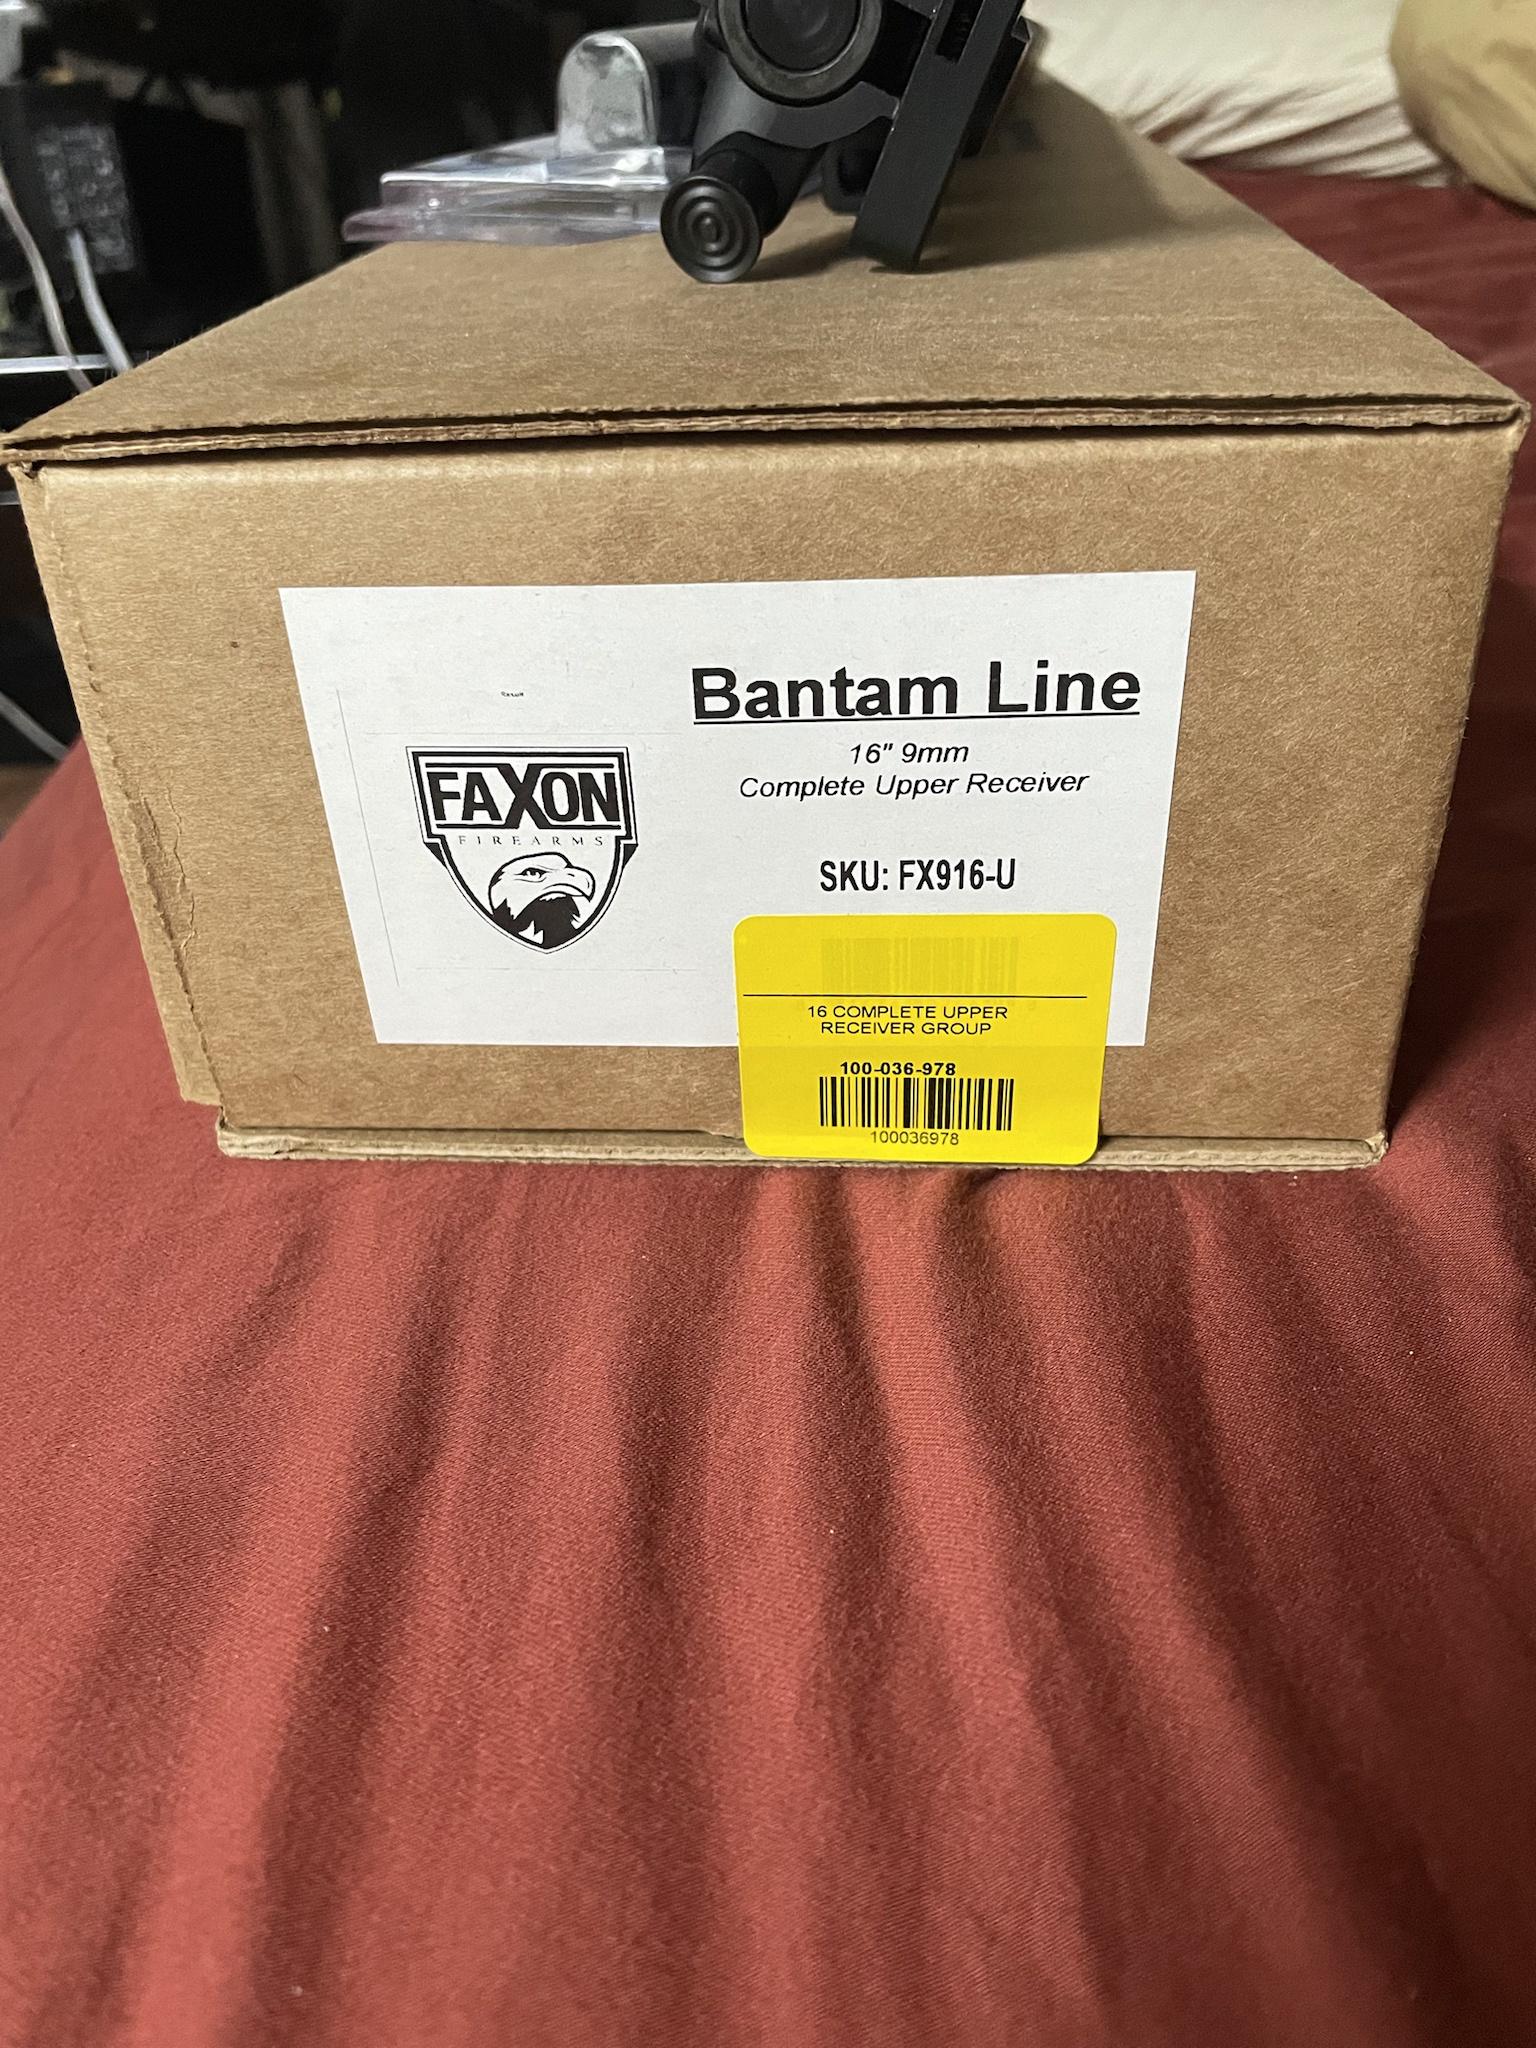 Bantam Line
16" 9mm
Complete Upper Receiver
FAXON
FIREARMS
SKU: FX916-U
16 COMPLETE UPPER
RECEIVER GROUP
100-036-978
100036978